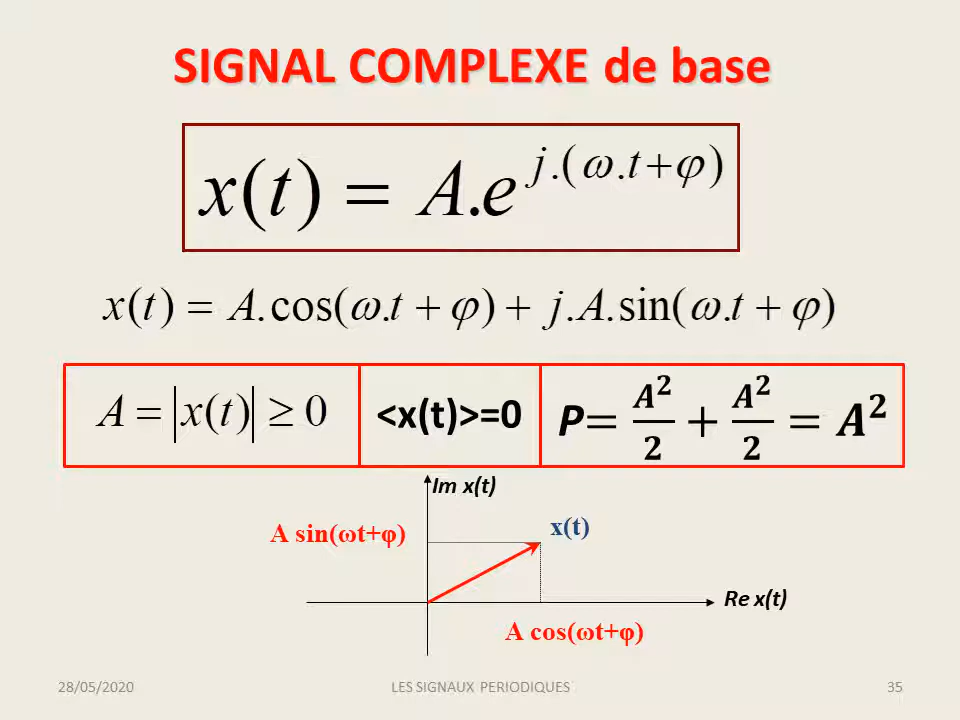 SIGNAL COMPLEXE de base
x(t) = A.e^{j.(ω.t+φ)}
x(t) = A.cos(ω.t + φ) + j.A.sin(ω.t + φ)
A = |x(t)| ≥ 0 <x(t)>=0 P= A²/2 + A²/2 = A²
Im x(t)
A sin(ωt+φ) x(t)
Re x(t)
A cos(ωt+φ)
28/05/2020 LES SIGNAUX PERIODIQUES 35